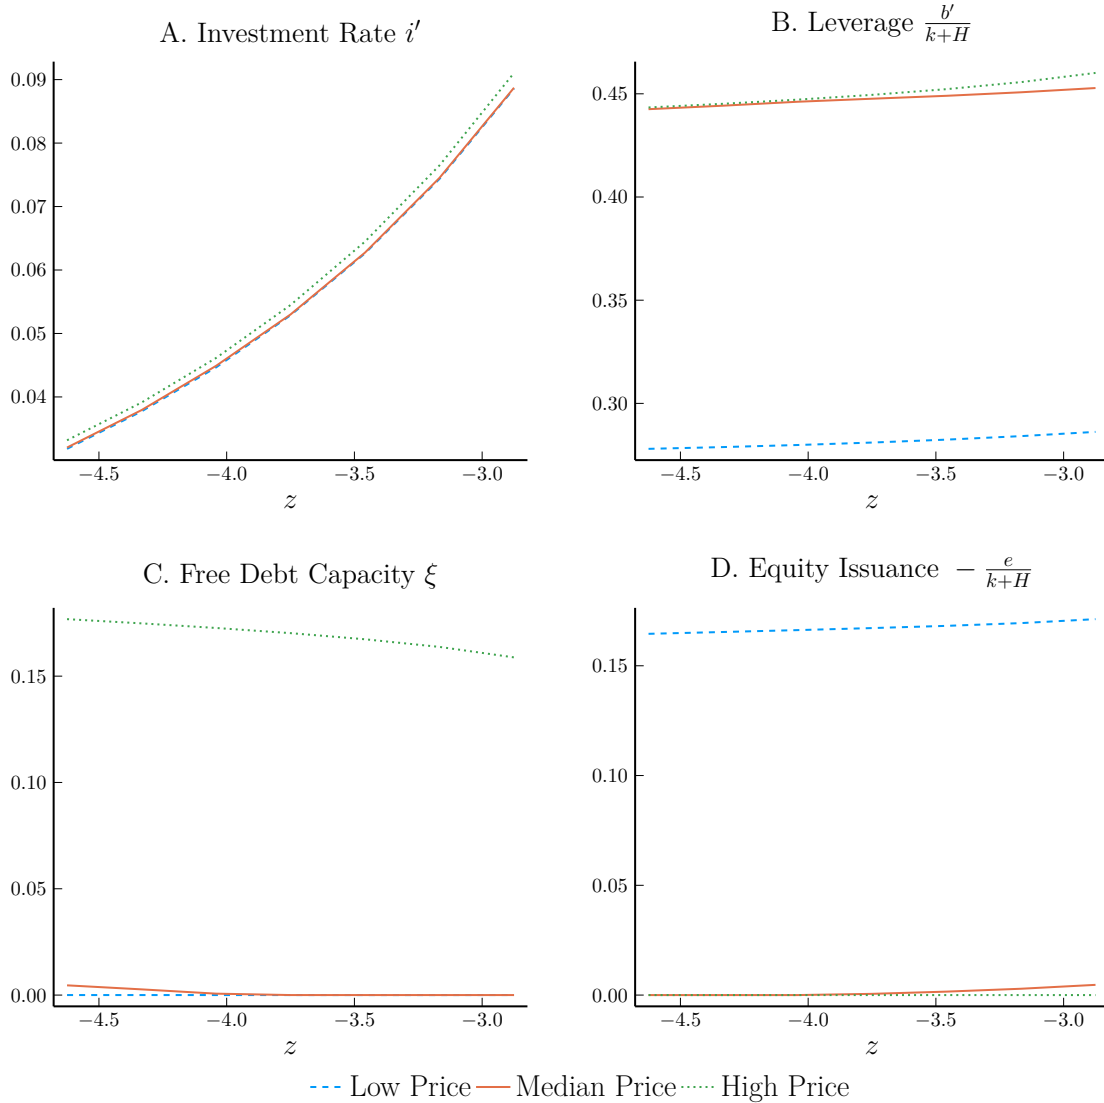 A. Investment Rate i′
0.09
0.08
0.07
0.06
0.05
0.04
−4.5 −4.0 −3.5 −3.0
z
B. Leverage b′/(k+H)
0.45
0.40
0.35
0.30
−4.5 −4.0 −3.5 −3.0
z
C. Free Debt Capacity ξ
0.15
0.10
0.05
0.00
−4.5 −4.0 −3.5 −3.0
z
D. Equity Issuance − e/(k+H)
0.15
0.10
0.05
0.00
−4.5 −4.0 −3.5 −3.0
z
Low Price Median Price High Price